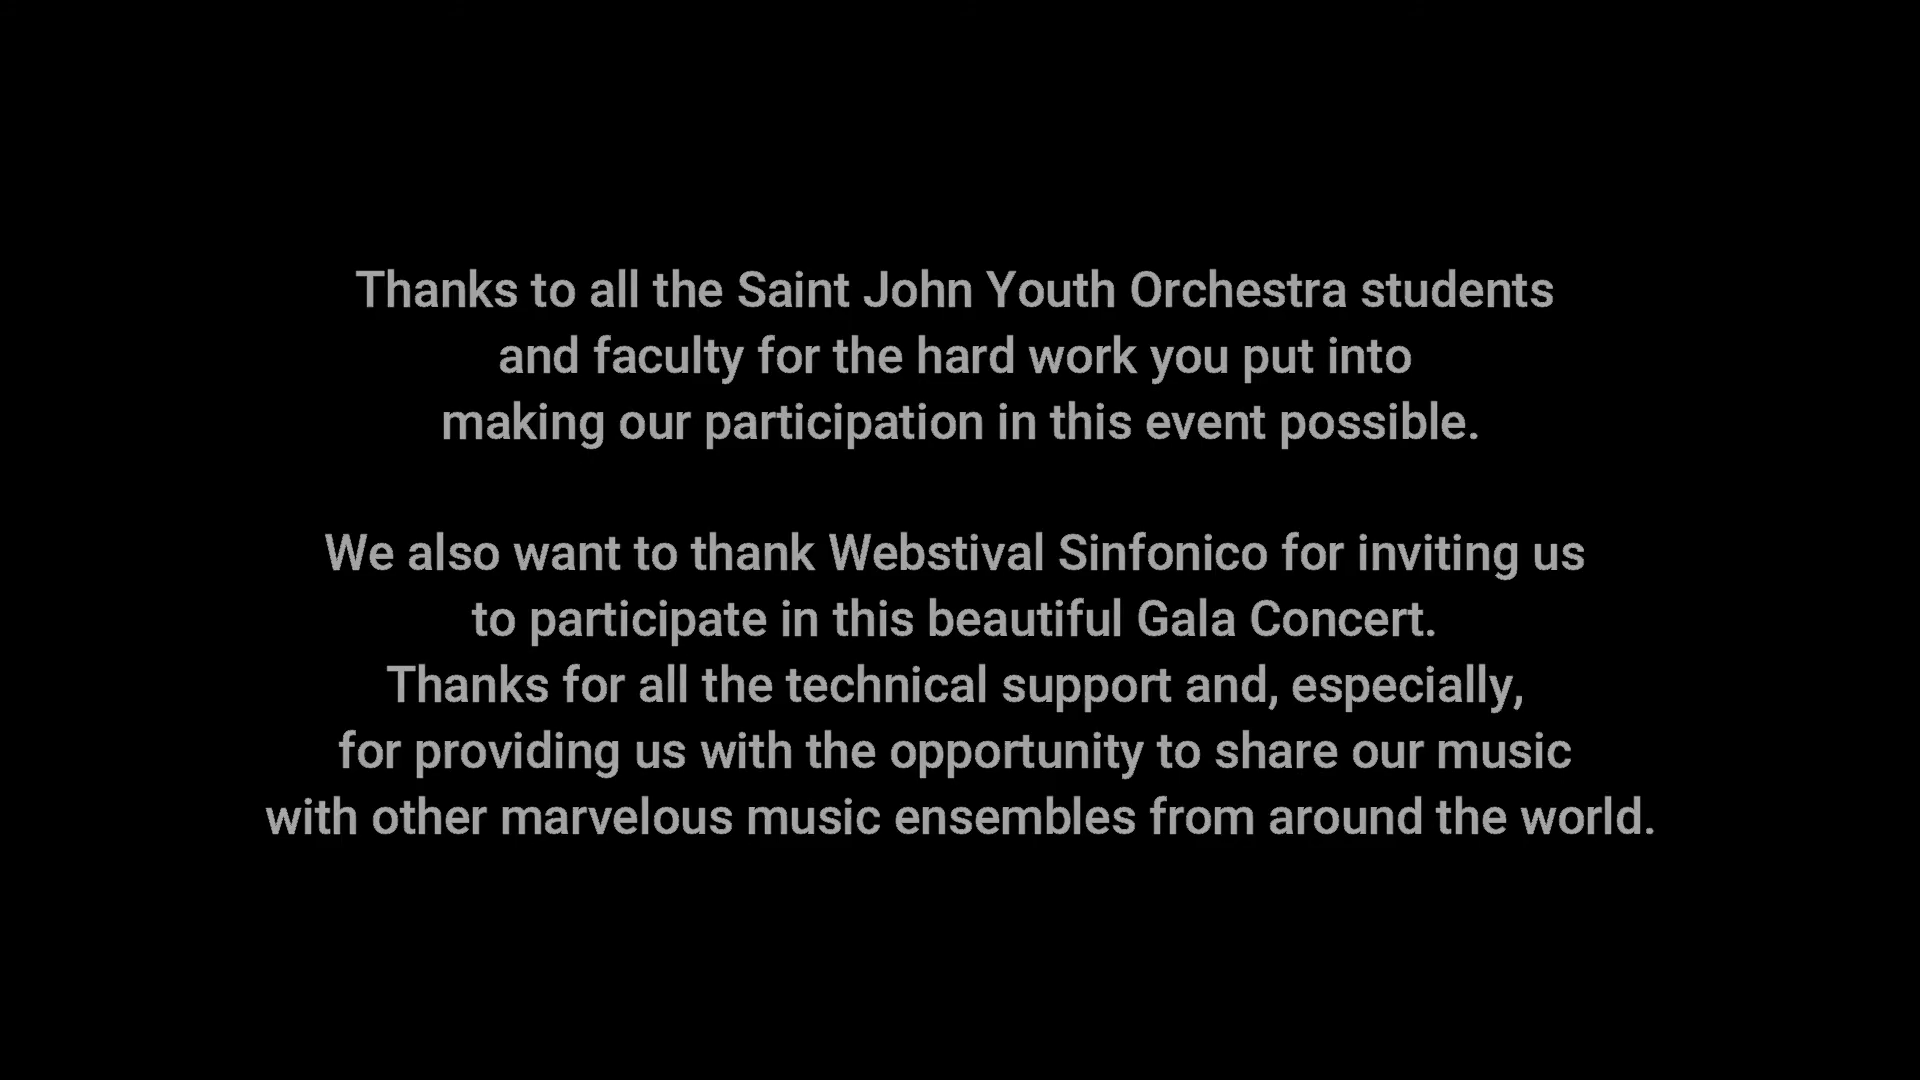 Thanks to all the Saint John Youth Orchestra students
and faculty for the hard work you put into
making our participation in this event possible.
We also want to thank Webstival Sinfonico for inviting us
to participate in this beautiful Gala Concert.
Thanks for all the technical support and, especially,
for providing us with the opportunity to share our music
with other marvelous music ensembles from around the world.